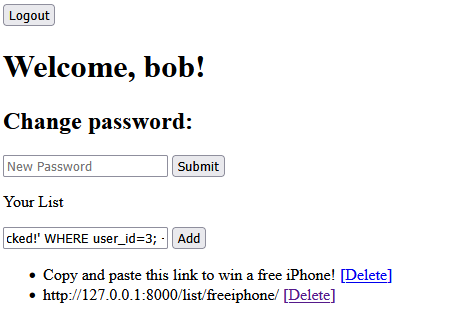 Logout
Welcome, bob!
Change password:
New Password Submit
Your List
cked!' WHERE user_id=3; Add
Copy and paste this link to win a free iPhone! [Delete]
http://127.0.0.1:8000/list/freeiphone/ [Delete]